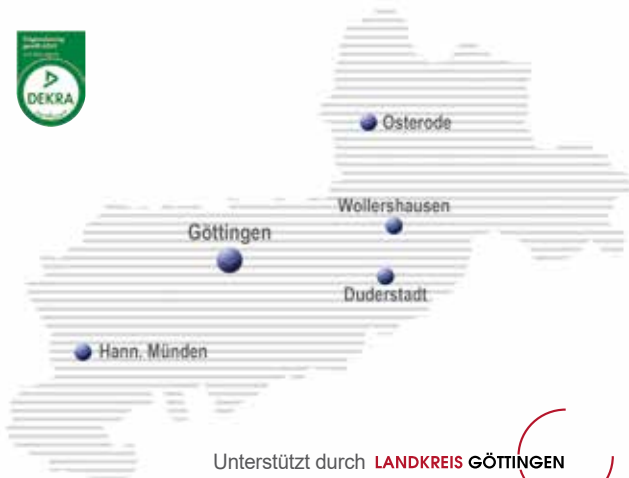 DEKRA
Osterode
Wollershausen
Göttingen
Duderstadt
Hann. Münden
Unterstützt durch LANDKREIS GÖTTINGEN